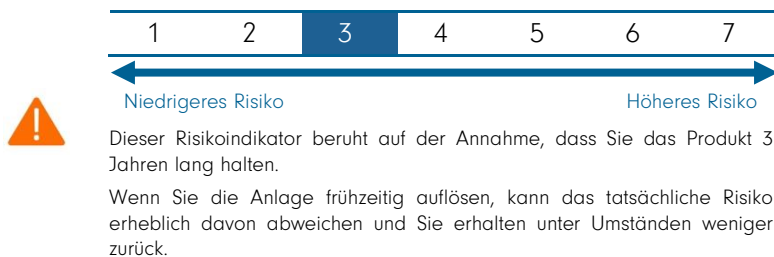 1 2 3 4 5 6 7
Niedrigeres Risiko Höheres Risiko
Dieser Risikoindikator beruht auf der Annahme, dass Sie das Produkt 3
Jahren lang halten.
Wenn Sie die Anlage frühzeitig auflösen, kann das tatsächliche Risiko
erheblich davon abweichen und Sie erhalten unter Umständen weniger
zurück.